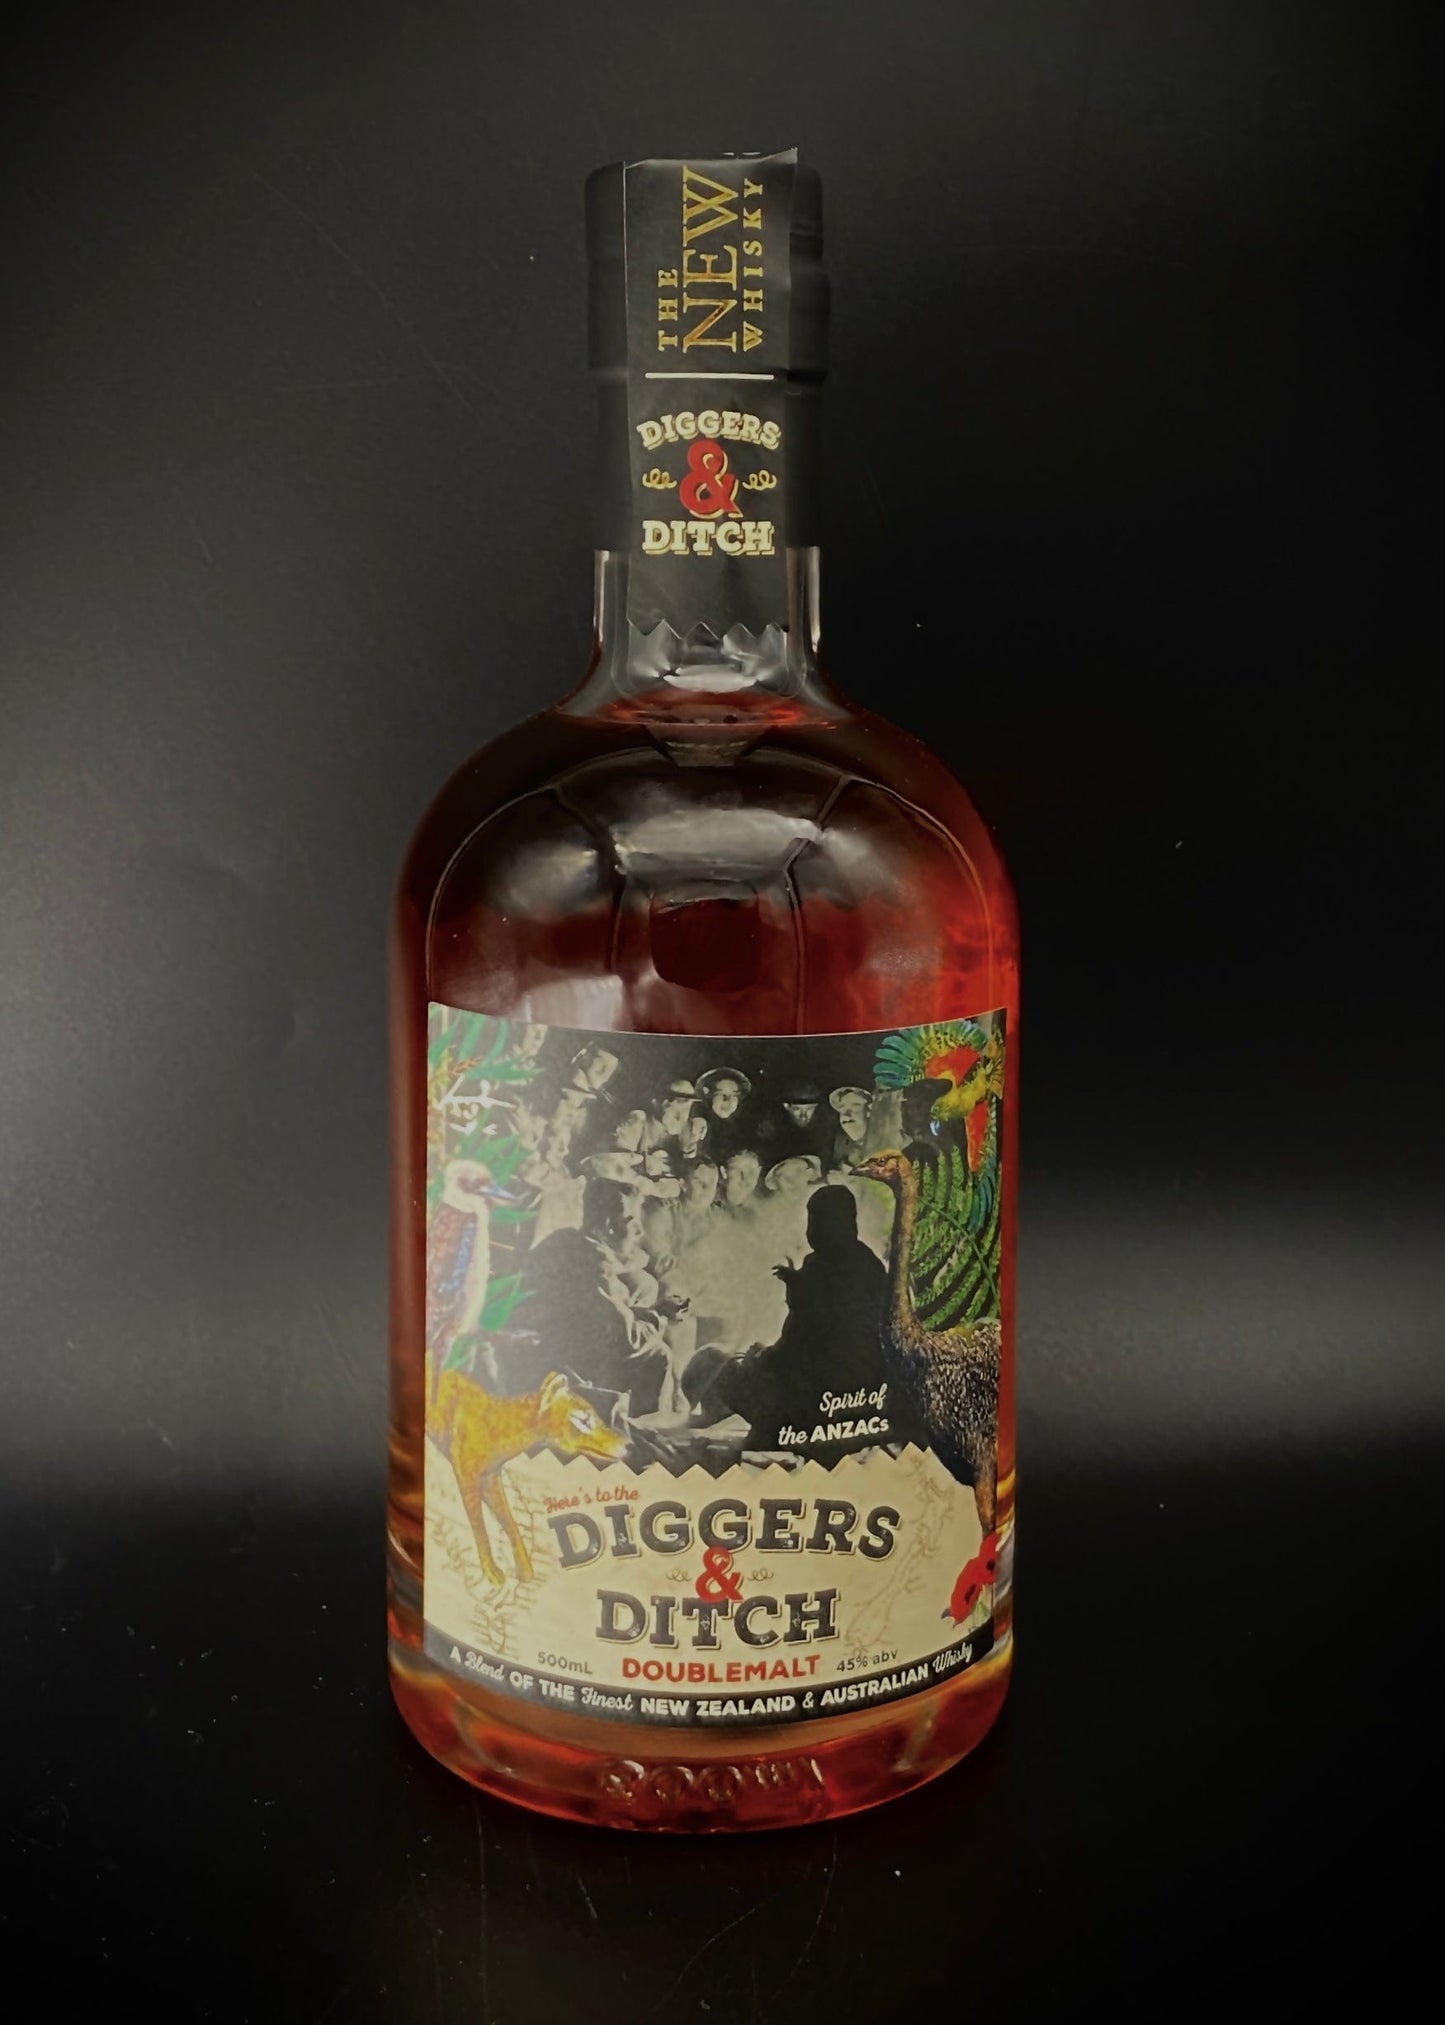 THE
NEW
WHISKY
DIGGERS
&
DITCH
Spirit of
the ANZACs
Here's to the
DIGGERS
&
DITCH
500mL DOUBLEMALT 45% abv
A Blend OF THE Finest NEW ZEALAND & AUSTRALIAN Whisky